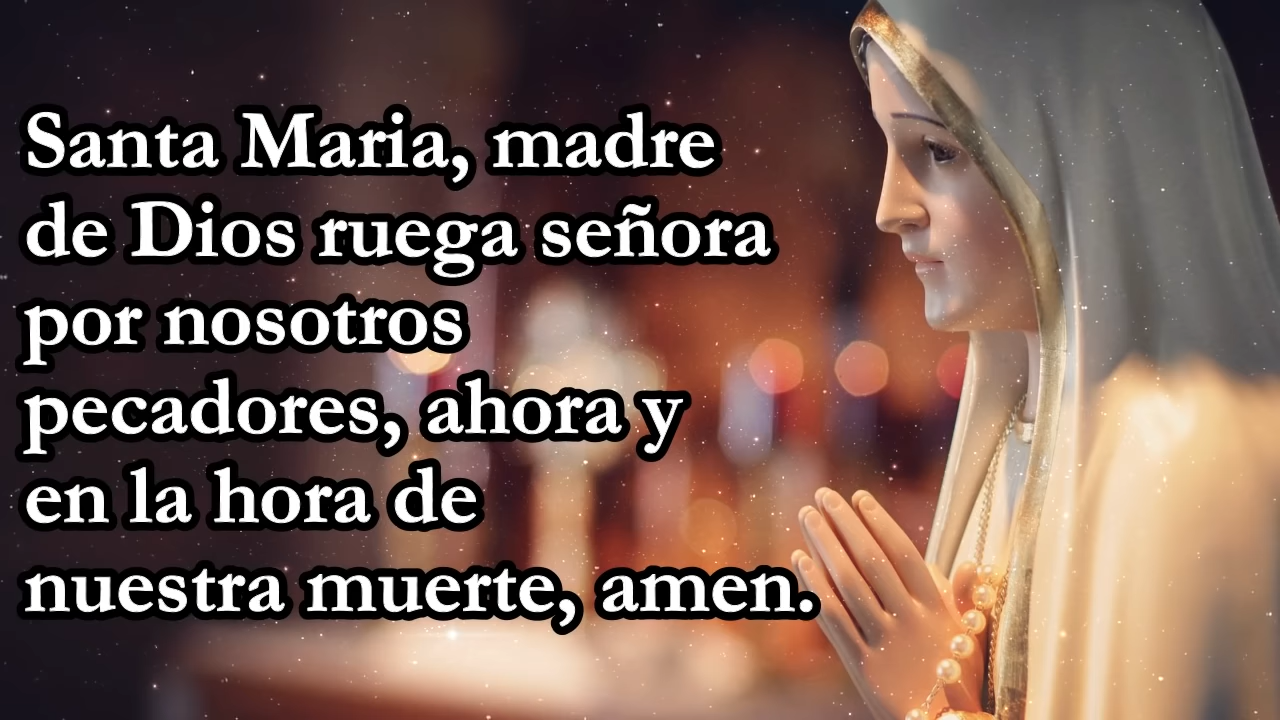 Santa Maria, madre
de Dios ruega señora
por nosotros
pecadores, ahora y
en la hora de
nuestra muerte, amen.